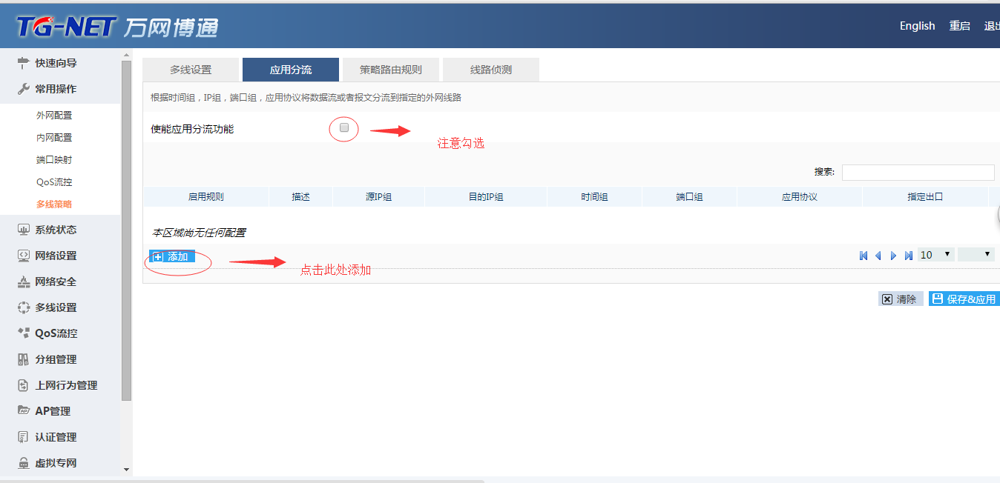 TG-NET 万网博通
English 重启 退出
快速向导
常用操作
外网配置
内网配置
端口映射
QoS流控
多线策略
系统状态
网络设置
网络安全
多线设置
QoS流控
分组管理
上网行为管理
AP管理
认证管理
虚拟专网
多线设置 应用分流 策略路由规则 线路侦测
根据时间组，IP组，端口组，应用协议将数据流或者报文分流到指定的外网线路
使能应用分流功能
注意勾选
搜索:
启用规则 描述 源IP组 目的IP组 时间组 端口组 应用协议 指定出口
本区域尚无任何配置
添加
点击此处添加
10
清除 保存&应用